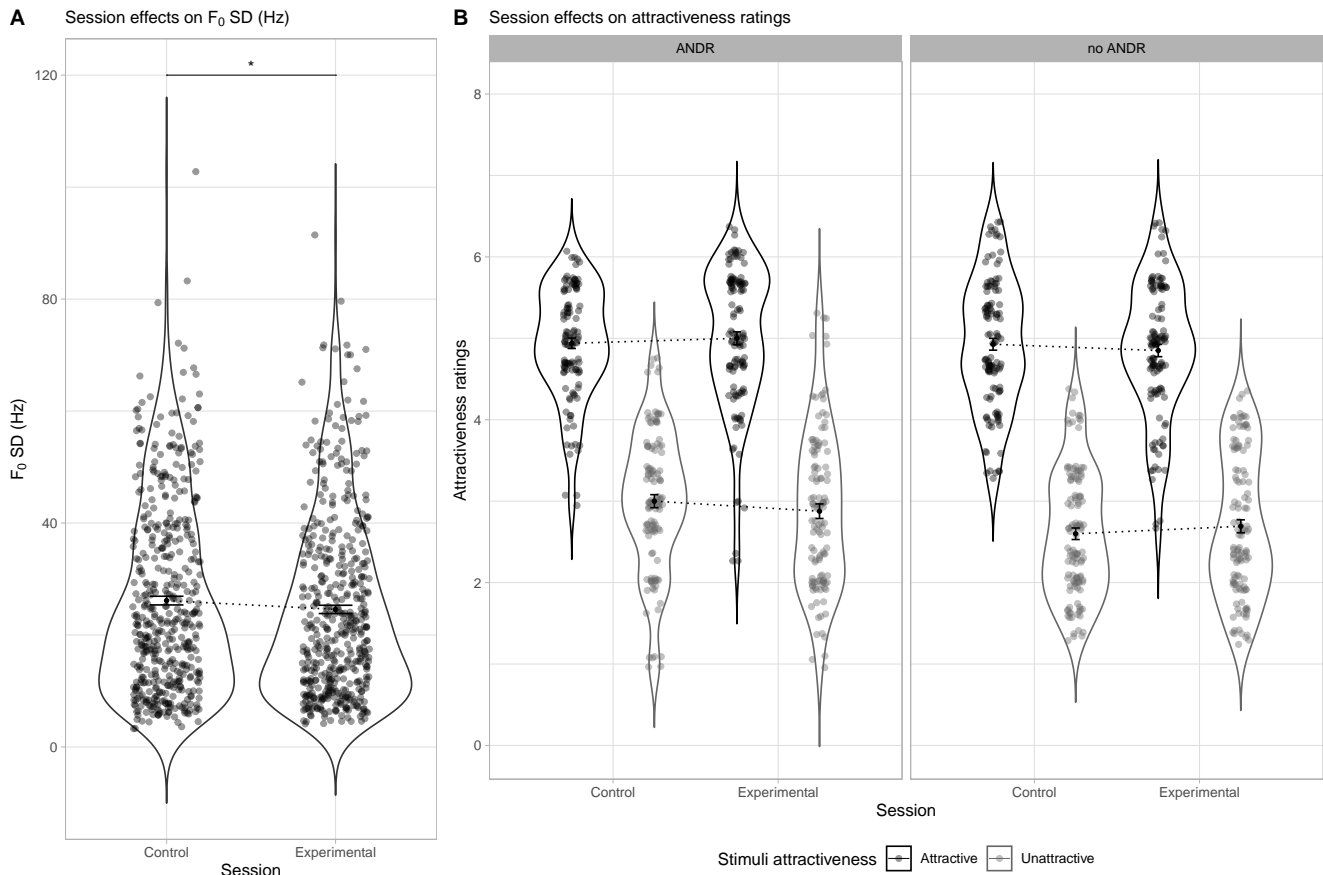 A Session effects on F₀ SD (Hz)
120
80
40
0
*
F₀ SD (Hz)
Control Experimental
Session
B Session effects on attractiveness ratings
ANDR no ANDR
8
6
4
2
0
Attractiveness ratings
Control Experimental Control Experimental
Session
Stimuli attractiveness Attractive Unattractive